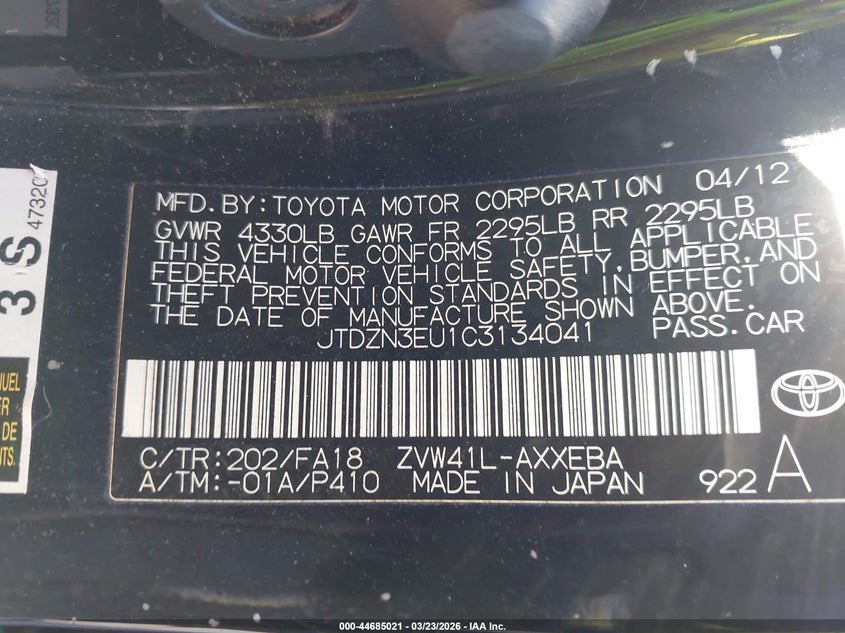 MFD.BY:TOYOTA MOTOR CORPORATION 04/12
GVWR 4330LB GAWR FR 2295LB RR 2295LB
THIS VEHICLE CONFORMS TO ALL APPLICABLE
FEDERAL MOTOR VEHICLE SAFETY,BUMPER,AND
THEFT PREVENTION STANDARDS IN EFFECT ON
THE DATE OF MANUFACTURE SHOWN ABOVE.
JTDZN3EU1C3134041 PASS.CAR
C/TR:202/FA18 ZVW41L-AXXEBA
A/TM:-01A/P410 MADE IN JAPAN 922 A
3 S
DE
000-44685021 | 03/23/2026 - IAA Inc.